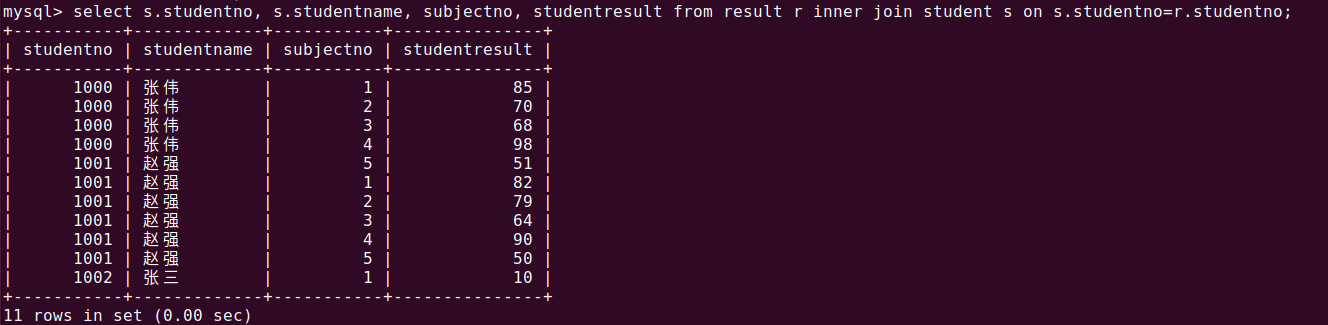 mysql> select s.studentno, s.studentname, subjectno, studentresult from result r inner join student s on s.studentno=r.studentno;
+-----------+-------------+-----------+---------------+
| studentno | studentname | subjectno | studentresult |
+-----------+-------------+-----------+---------------+
|      1000 | 张伟        |         1 |            85 |
|      1000 | 张伟        |         2 |            70 |
|      1000 | 张伟        |         3 |            68 |
|      1000 | 张伟        |         4 |            98 |
|      1001 | 赵强        |         5 |            51 |
|      1001 | 赵强        |         1 |            82 |
|      1001 | 赵强        |         2 |            79 |
|      1001 | 赵强        |         3 |            64 |
|      1001 | 赵强        |         4 |            90 |
|      1001 | 赵强        |         5 |            50 |
|      1002 | 张三        |         1 |            10 |
+-----------+-------------+-----------+---------------+
11 rows in set (0.00 sec)